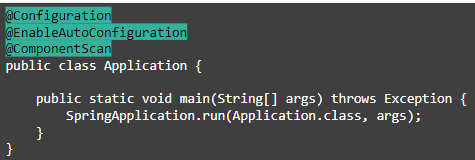 @Configuration
@EnableAutoConfiguration
@ComponentScan
public class Application {
    public static void main(String[] args) throws Exception {
        SpringApplication.run(Application.class, args);
    }
}